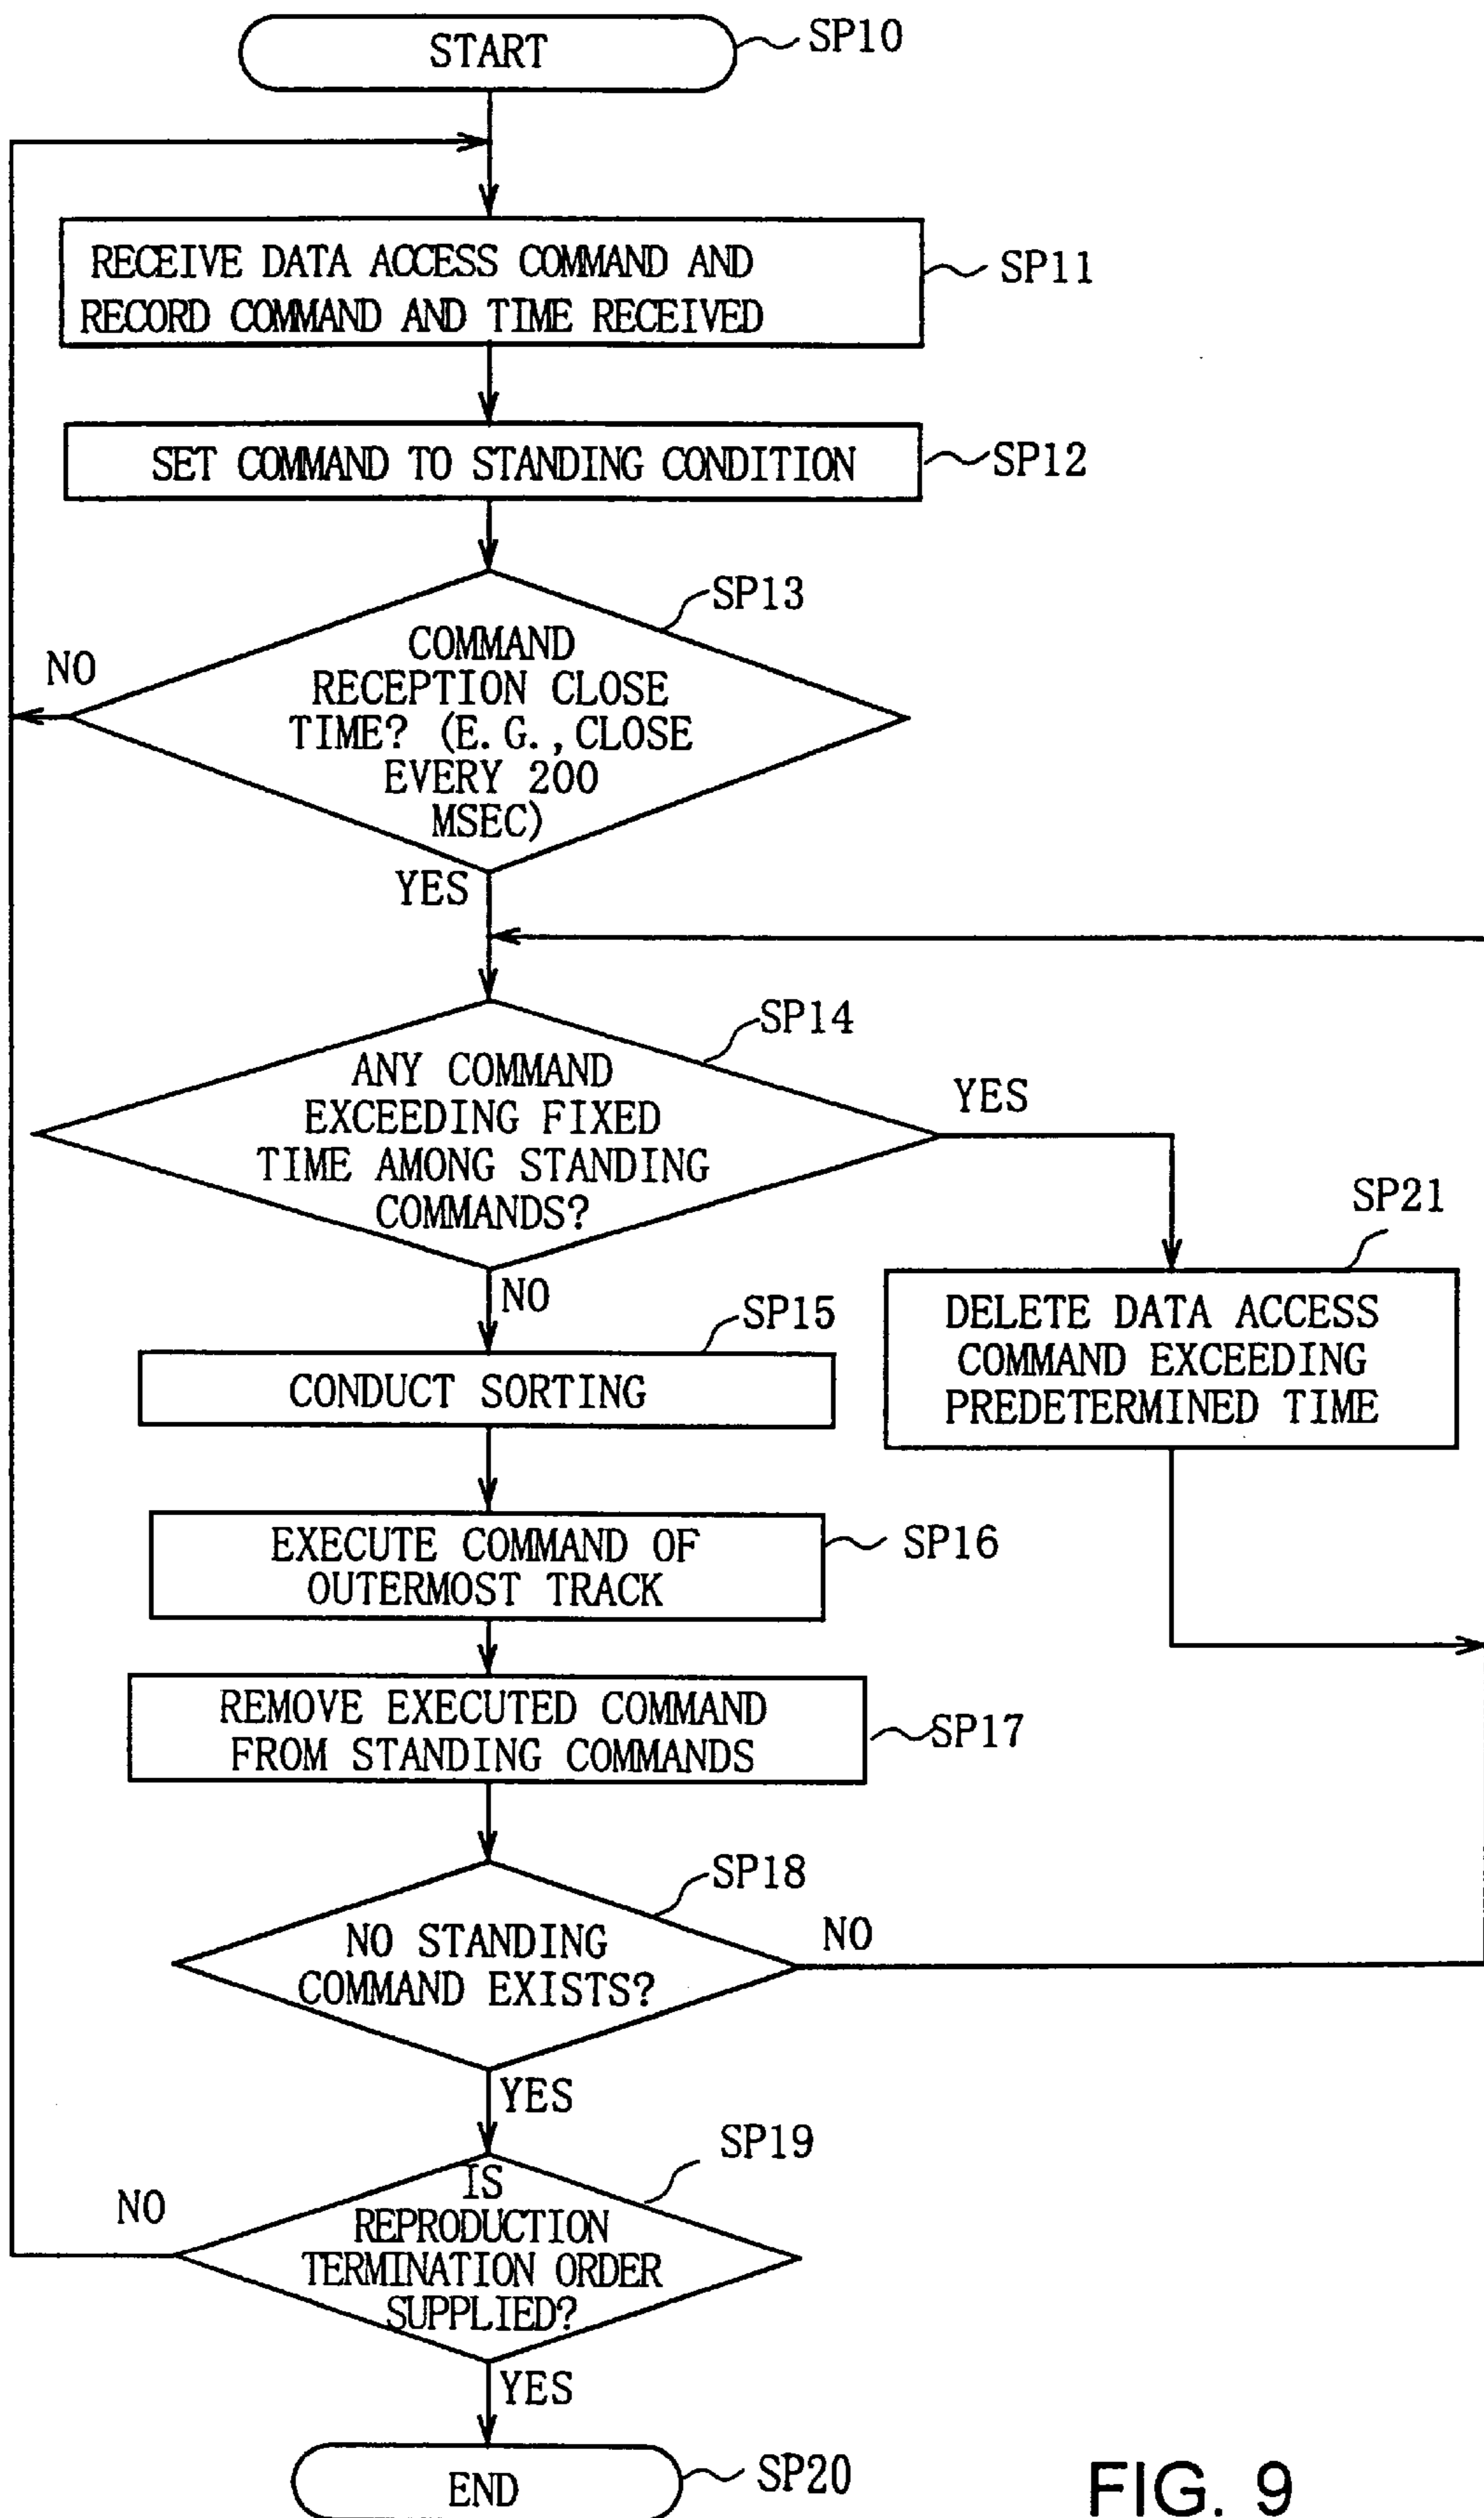 START
SP10
RECEIVE DATA ACCESS COMMAND AND
RECORD COMMAND AND TIME RECEIVED
SP11
SET COMMAND TO STANDING CONDITION
SP12
SP13
COMMAND
RECEPTION CLOSE
TIME? (E.G.,CLOSE
EVERY 200
MSEC)
NO
YES
SP14
ANY COMMAND
EXCEEDING FIXED
TIME AMONG STANDING
COMMANDS?
YES
NO
SP21
DELETE DATA ACCESS
COMMAND EXCEEDING
PREDETERMINED TIME
SP15
CONDUCT SORTING
EXECUTE COMMAND OF
OUTERMOST TRACK
SP16
REMOVE EXECUTED COMMAND
FROM STANDING COMMANDS
SP17
SP18
NO STANDING
COMMAND EXISTS?
NO
YES
SP19
IS
REPRODUCTION
TERMINATION ORDER
SUPPLIED?
NO
YES
END
SP20
FIG. 9